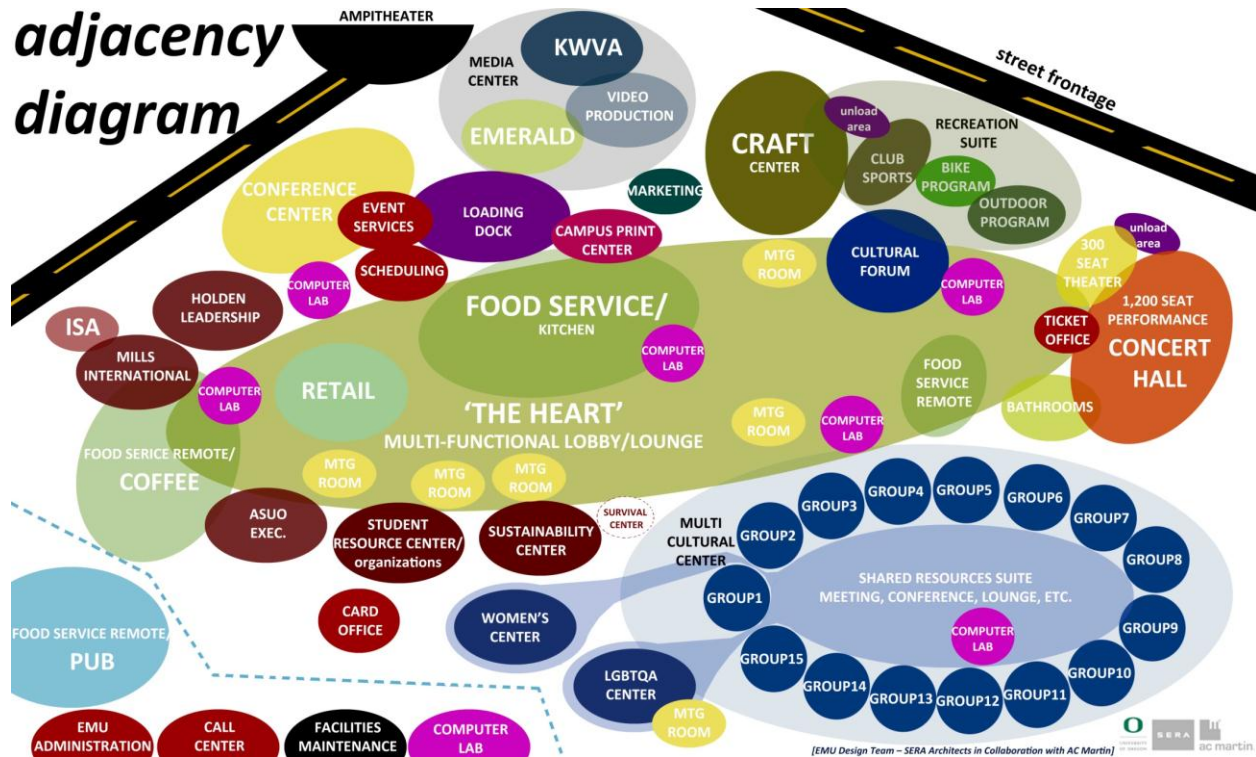 adjacency
diagram
AMPITHEATER
MEDIA
CENTER
KWVA
VIDEO
PRODUCTION
EMERALD
street frontage
CRAFT
CENTER
unload
area
RECREATION
SUITE
CLUB
SPORTS
BIKE
PROGRAM
OUTDOOR
PROGRAM
MARKETING
CONFERENCE
CENTER
EVENT
SERVICES
LOADING
DOCK
CAMPUS PRINT
CENTER
SCHEDULING
MTG
ROOM
CULTURAL
FORUM
COMPUTER
LAB
unload
area
300
SEAT
THEATER
1,200 SEAT
PERFORMANCE
CONCERT
HALL
TICKET
OFFICE
COMPUTER
LAB
HOLDEN
LEADERSHIP
ISA
MILLS
INTERNATIONAL
COMPUTER
LAB
RETAIL
FOOD SERVICE/
KITCHEN
COMPUTER
LAB
FOOD
SERVICE
REMOTE
BATHROOMS
'THE HEART'
MULTI-FUNCTIONAL LOBBY/LOUNGE
MTG
ROOM
COMPUTER
LAB
FOOD SERICE REMOTE/
COFFEE
MTG
ROOM
MTG
ROOM
MTG
ROOM
ASUO
EXEC.
STUDENT
RESOURCE CENTER/
organizations
SUSTAINABILITY
CENTER
SURVIVAL
CENTER
MULTI
CULTURAL
CENTER
GROUP1
GROUP2
GROUP3
GROUP4
GROUP5
GROUP6
GROUP7
GROUP8
GROUP9
GROUP10
GROUP11
GROUP12
GROUP13
GROUP14
GROUP15
SHARED RESOURCES SUITE
MEETING, CONFERENCE, LOUNGE, ETC.
COMPUTER
LAB
CARD
OFFICE
WOMEN'S
CENTER
LGBTQA
CENTER
MTG
ROOM
FOOD SERVICE REMOTE/
PUB
EMU
ADMINISTRATION
CALL
CENTER
FACILITIES
MAINTENANCE
COMPUTER
LAB
[EMU Design Team – SERA Architects in Collaboration with AC Martin]
O
SERA
ac martin